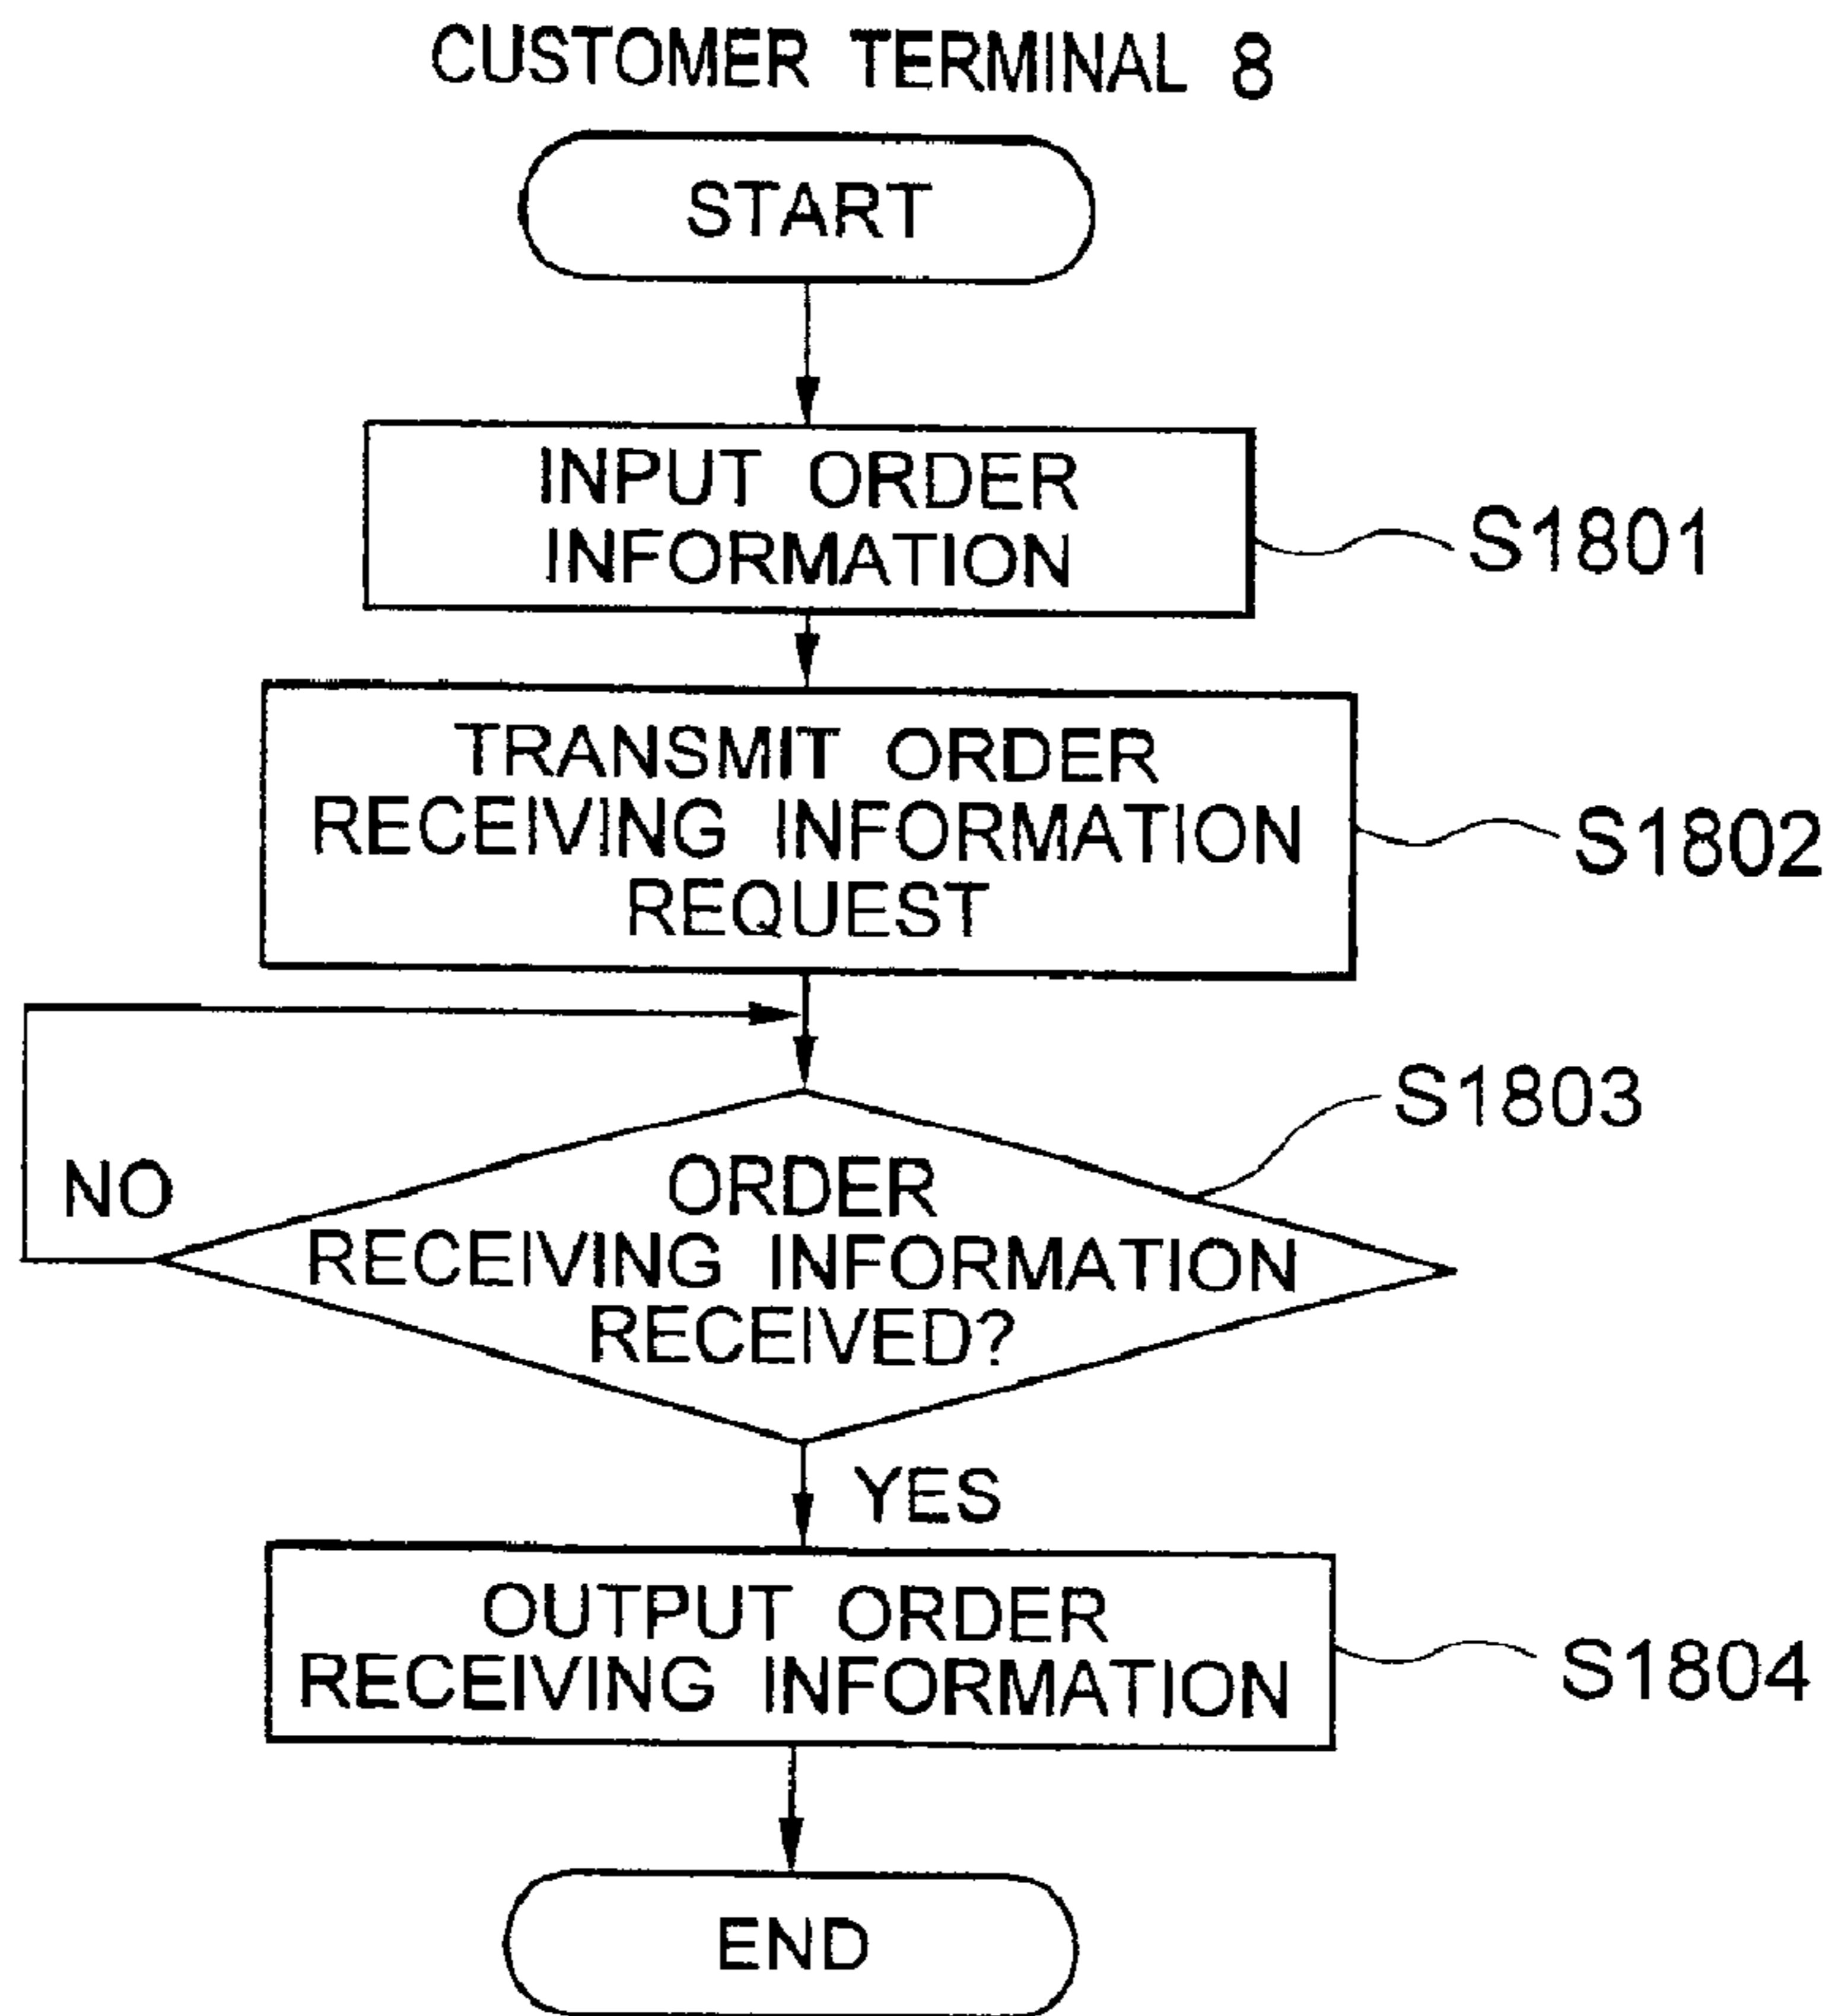 CUSTOMER TERMINAL 8
START
INPUT ORDER
INFORMATION
S1801
TRANSMIT ORDER
RECEIVING INFORMATION
REQUEST
S1802
S1803
NO
ORDER
RECEIVING INFORMATION
RECEIVED?
YES
OUTPUT ORDER
RECEIVING INFORMATION
S1804
END